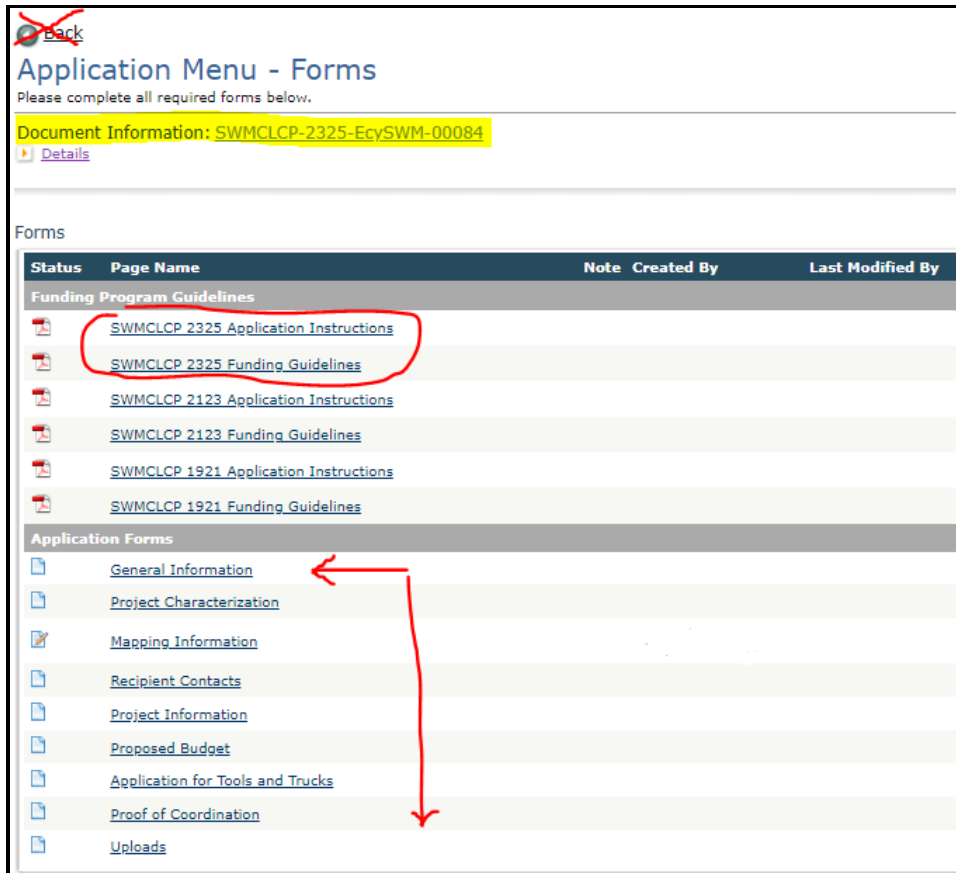 Back
Application Menu - Forms
Please complete all required forms below.
Document Information: SWMCLCP-2325-EcySWM-00084
Details
Forms
Status Page Name Note Created By Last Modified By
Funding Program Guidelines
SWMCLCP 2325 Application Instructions
SWMCLCP 2325 Funding Guidelines
SWMCLCP 2123 Application Instructions
SWMCLCP 2123 Funding Guidelines
SWMCLCP 1921 Application Instructions
SWMCLCP 1921 Funding Guidelines
Application Forms
General Information
Project Characterization
Mapping Information
Recipient Contacts
Project Information
Proposed Budget
Application for Tools and Trucks
Proof of Coordination
Uploads